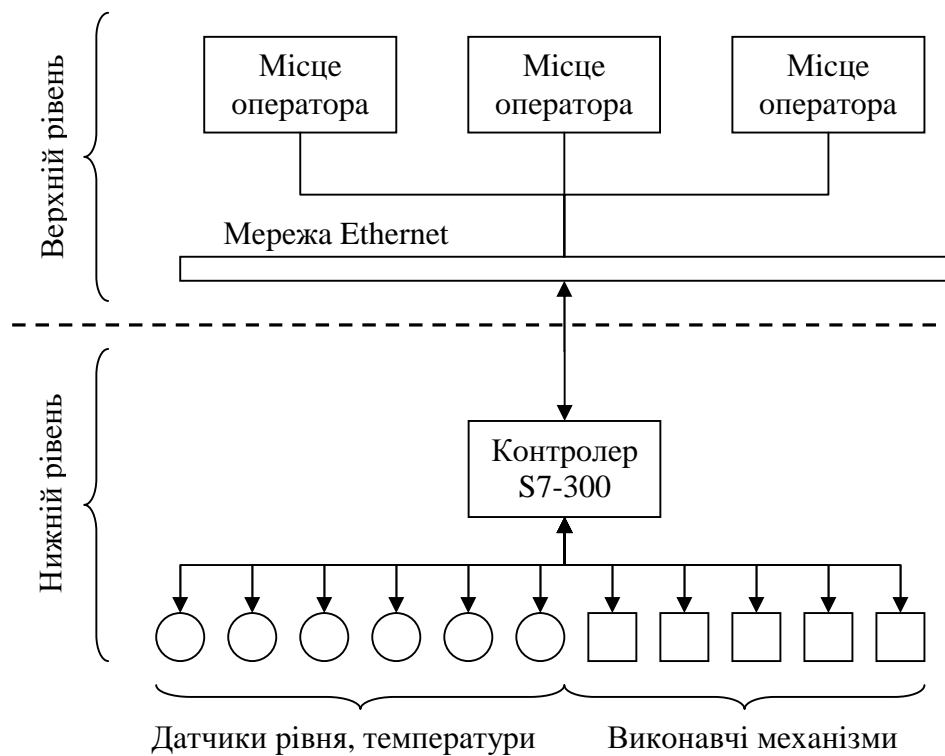 Верхній рівень
Місце
оператора
Місце
оператора
Місце
оператора
Мережа Ethernet
Нижній рівень
Контролер
S7-300
Датчики рівня, температури
Виконавчі механізми